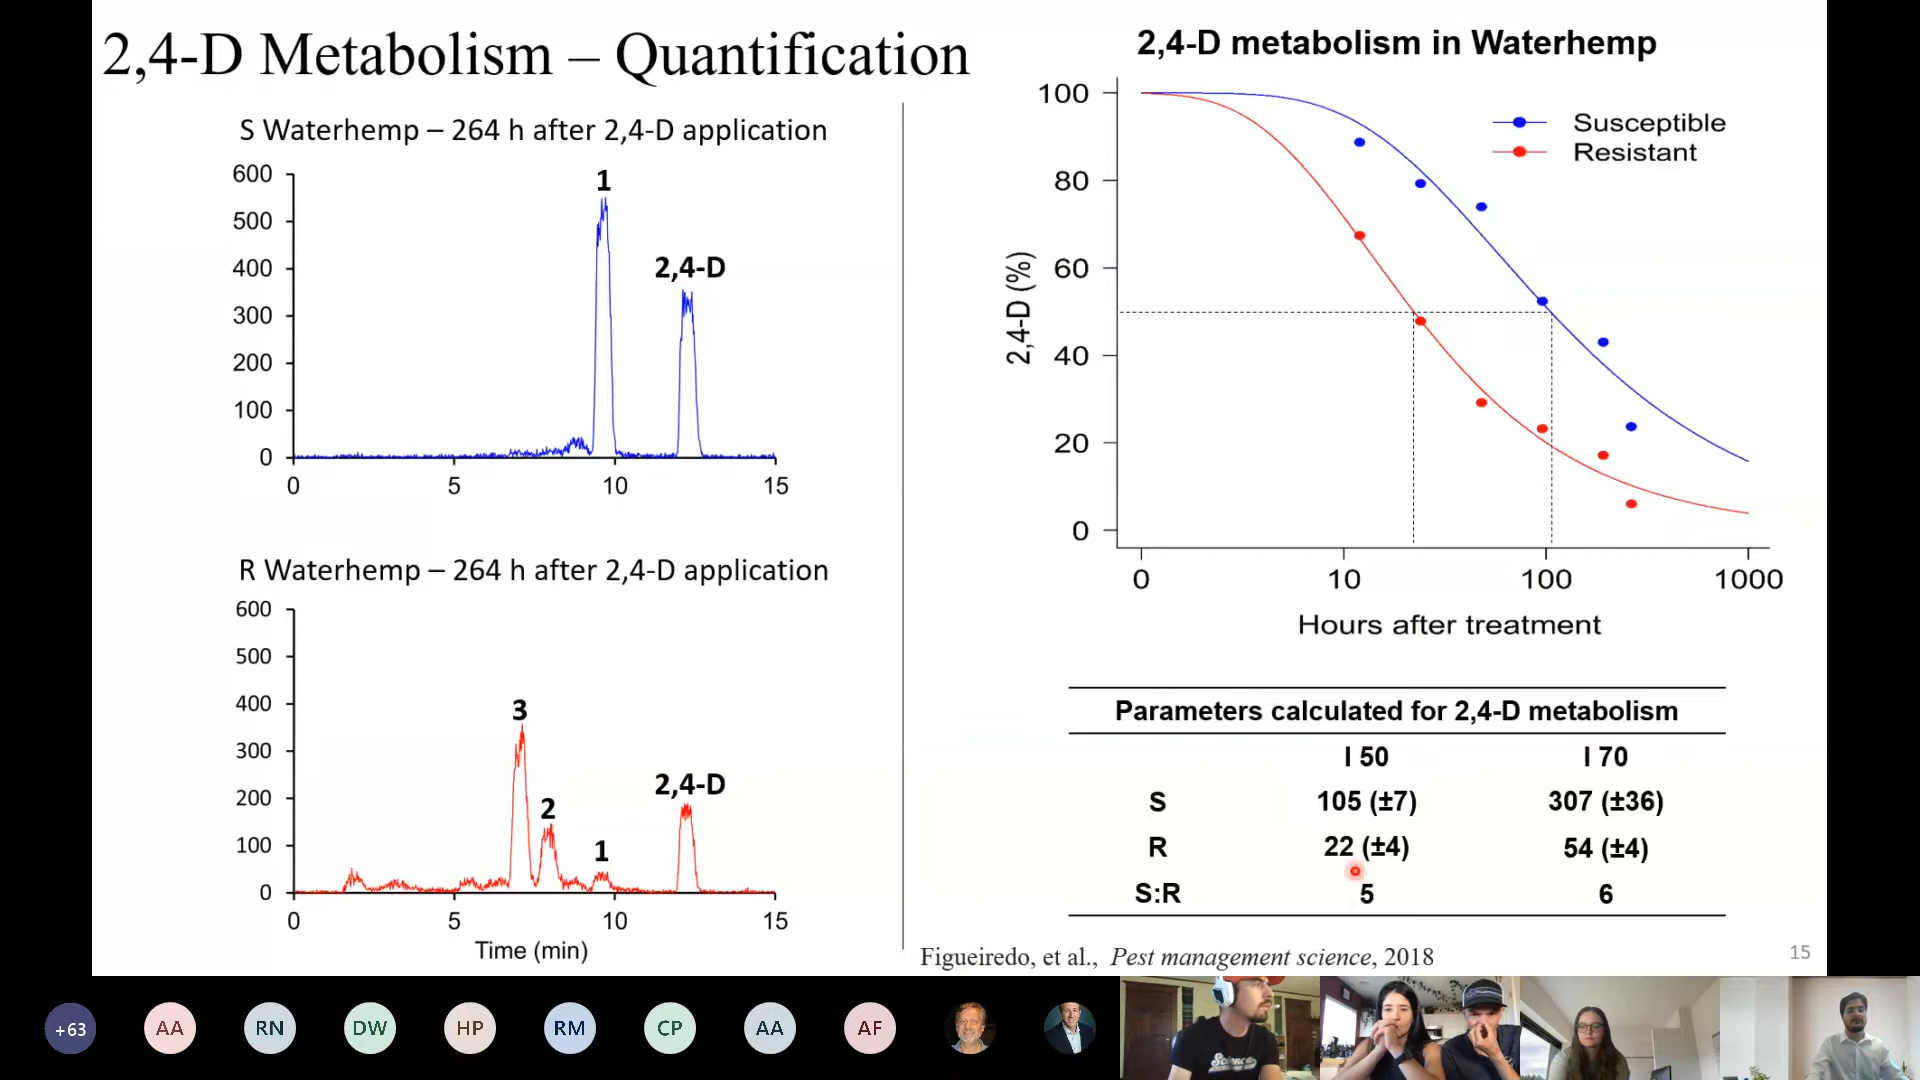 2,4-D Metabolism – Quantification
S Waterhemp – 264 h after 2,4-D application
600
500
400
300
200
100
0
0 5 10 15
1
2,4-D
R Waterhemp – 264 h after 2,4-D application
600
500
400
300
200
100
0
0 5 10 15
3
2
1
2,4-D
Time (min)
2,4-D metabolism in Waterhemp
100
80
60
40
20
0
2,4-D (%)
Susceptible
Resistant
0 10 100 1000
Hours after treatment
Parameters calculated for 2,4-D metabolism
I 50 I 70
S 105 (±7) 307 (±36)
R 22 (±4) 54 (±4)
S:R 5 6
Figueiredo, et al., Pest management science, 2018
15
+63 AA RN DW HP RM CP AA AF
Science